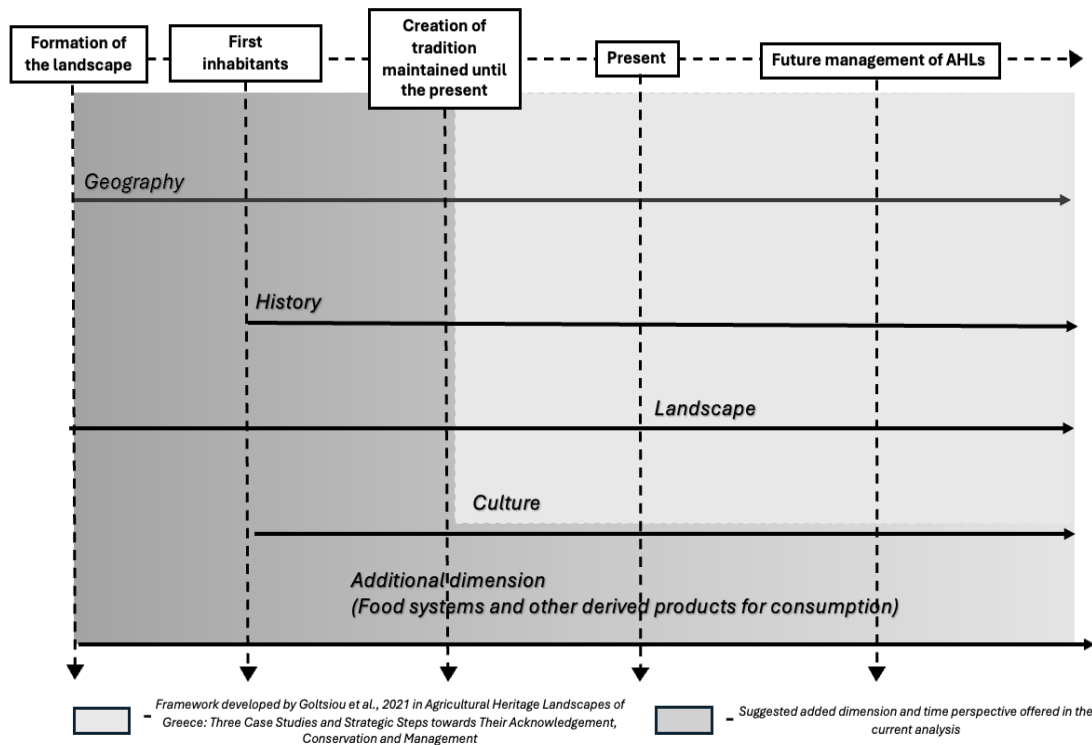 Formation of
the landscape
First
inhabitants
Creation of
tradition
maintained until
the present
Present
Future management of AHLs
Geography
History
Landscape
Culture
Additional dimension
(Food systems and other derived products for consumption)
- Framework developed by Goltsiou et al., 2021 in Agricultural Heritage Landscapes of
Greece: Three Case Studies and Strategic Steps towards Their Acknowledgement,
Conservation and Management
- Suggested added dimension and time perspective offered in the
current analysis